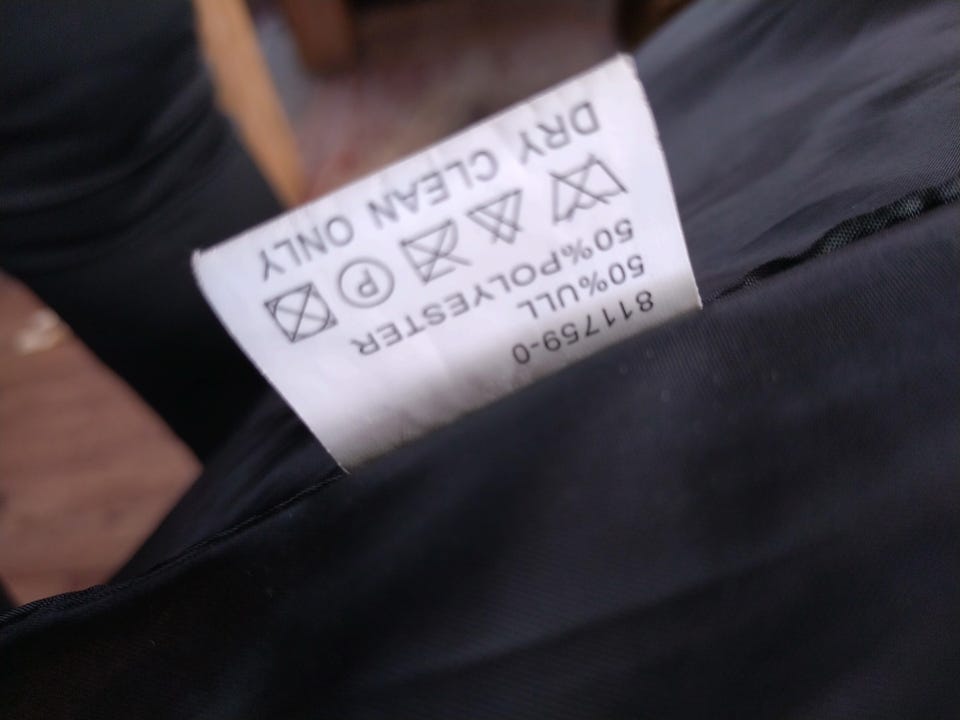 811759-0
50%ULL
50%POLYESTER
P
DRY CLEAN ONLY